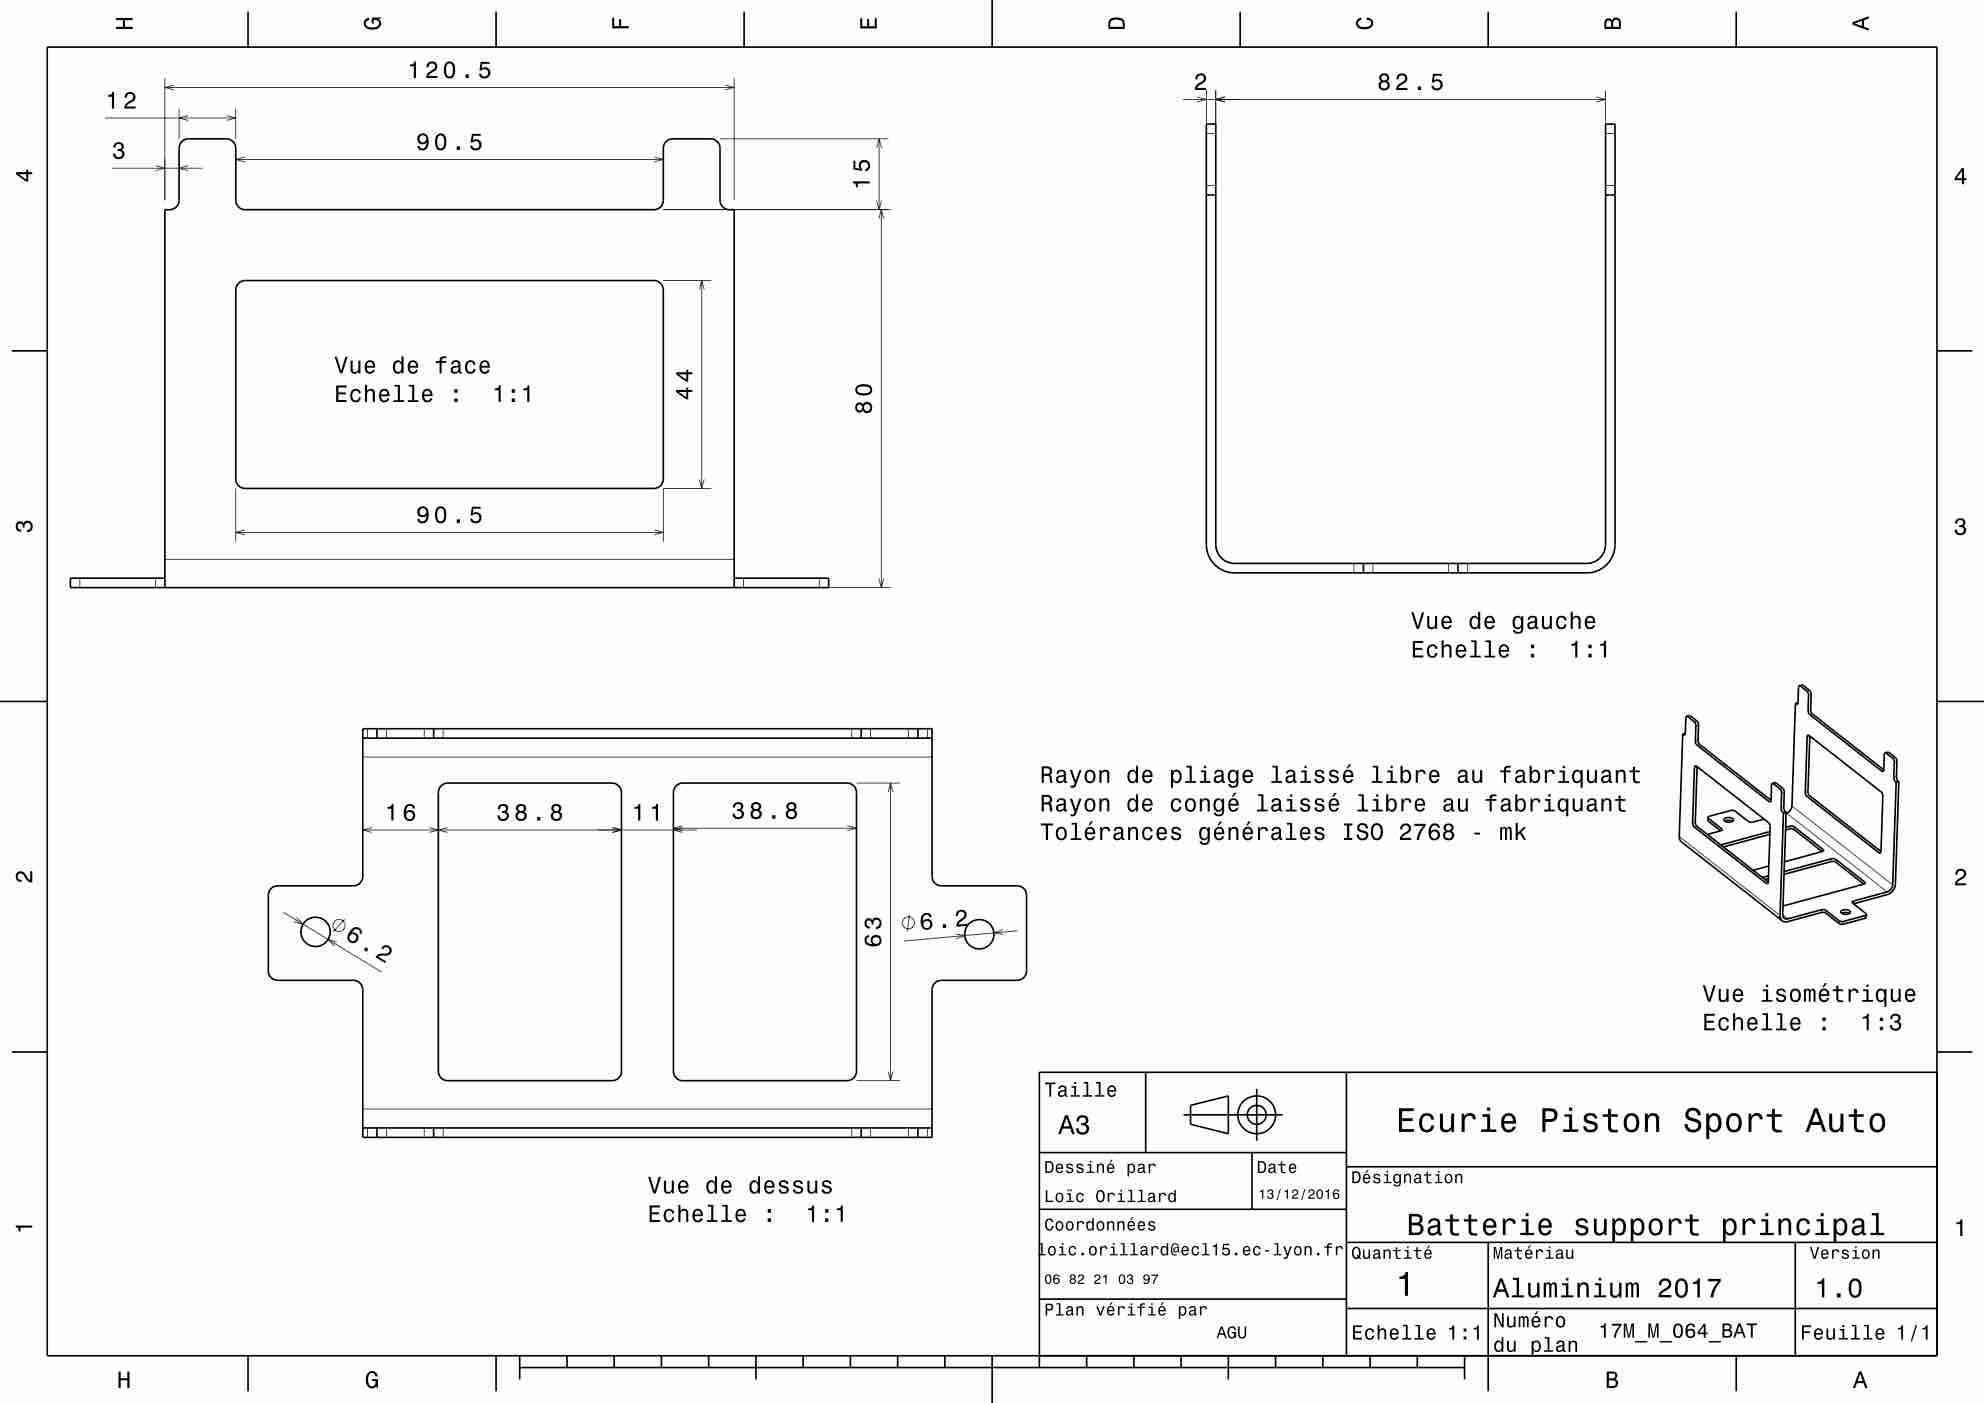 H G F E D C B A
120.5
12
90.5
3
15
2
82.5
4
4
Vue de face
Echelle : 1:1
44
80
90.5
3
3
Vue de gauche
Echelle : 1:1
Rayon de pliage laissé libre au fabriquant
Rayon de congé laissé libre au fabriquant
Tolérances générales ISO 2768 - mk
16
38.8
11
38.8
63
Ø6.2
Ø6.2
2
2
Vue isométrique
Echelle : 1:3
Vue de dessus
Echelle : 1:1
1
1
Taille
A3
Ecurie Piston Sport Auto
Dessiné par
Loïc Orillard
Date
13/12/2016
Désignation
Batterie support principal
Coordonnées
loic.orillard@ecl15.ec-lyon.fr
06 82 21 03 97
Quantité
1
Matériau
Aluminium 2017
Version
1.0
Plan vérifié par
AGU
Echelle 1:1
Numéro
du plan
17M_M_064_BAT
Feuille 1/1
H G B A